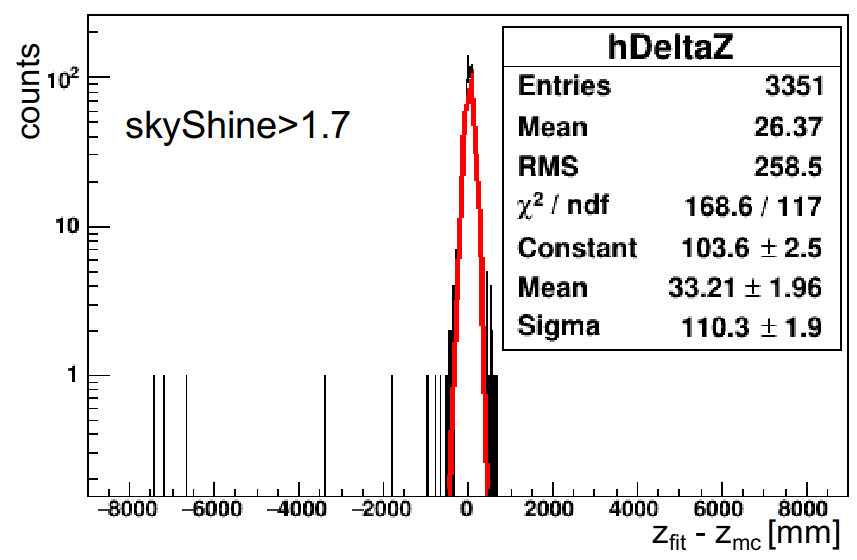 counts
10²
10
1
skyShine>1.7
hDeltaZ
Entries 3351
Mean 26.37
RMS 258.5
χ² / ndf 168.6 / 117
Constant 103.6 ± 2.5
Mean 33.21 ± 1.96
Sigma 110.3 ± 1.9
−8000 −6000 −4000 −2000 0 2000 4000 6000 8000
z_fit - z_mc [mm]